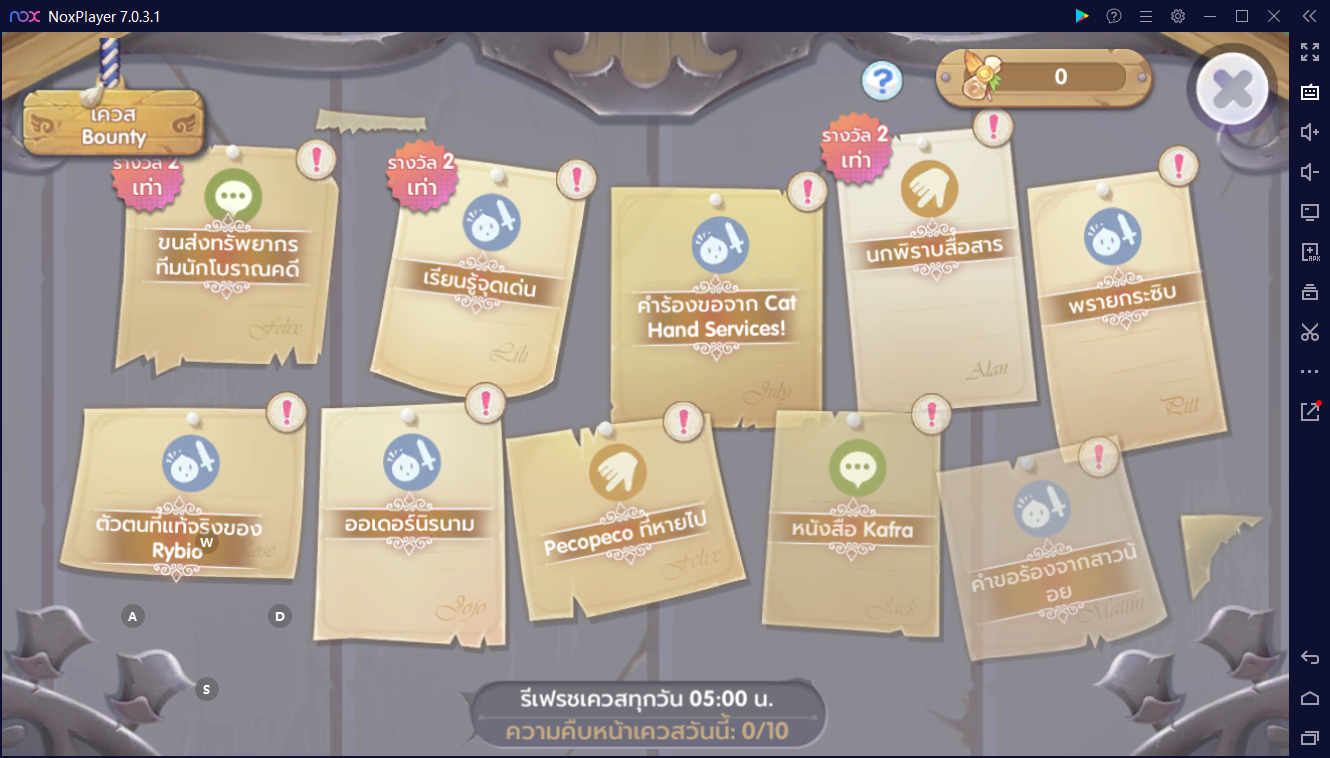 nox NoxPlayer 7.0.3.1
เควส
Bounty
0
รางวัล 2
เท่า
ขนส่งทรัพยากร
ทีมนักโบราณคดี
Felix
รางวัล 2
เท่า
เรียนรู้จุดเด่น
Lili
คำร้องขอจาก Cat
Hand Services!
July
รางวัล 2
เท่า
นกพิราบสื่อสาร
Alan
พรายกระซิบ
Pitt
ตัวตนที่แท้จริงของ
Rybio
ออเดอร์นิรนาม
Jojo
Pecopeco ที่หายไป
Felix
หนังสือ Kafra
Jack
คำขอร้องจากสาวน้
อย
Mattin
W
A
D
S
รีเฟรชเควสทุกวัน 05:00 น.
ความคืบหน้าเควสวันนี้: 0/10
APK